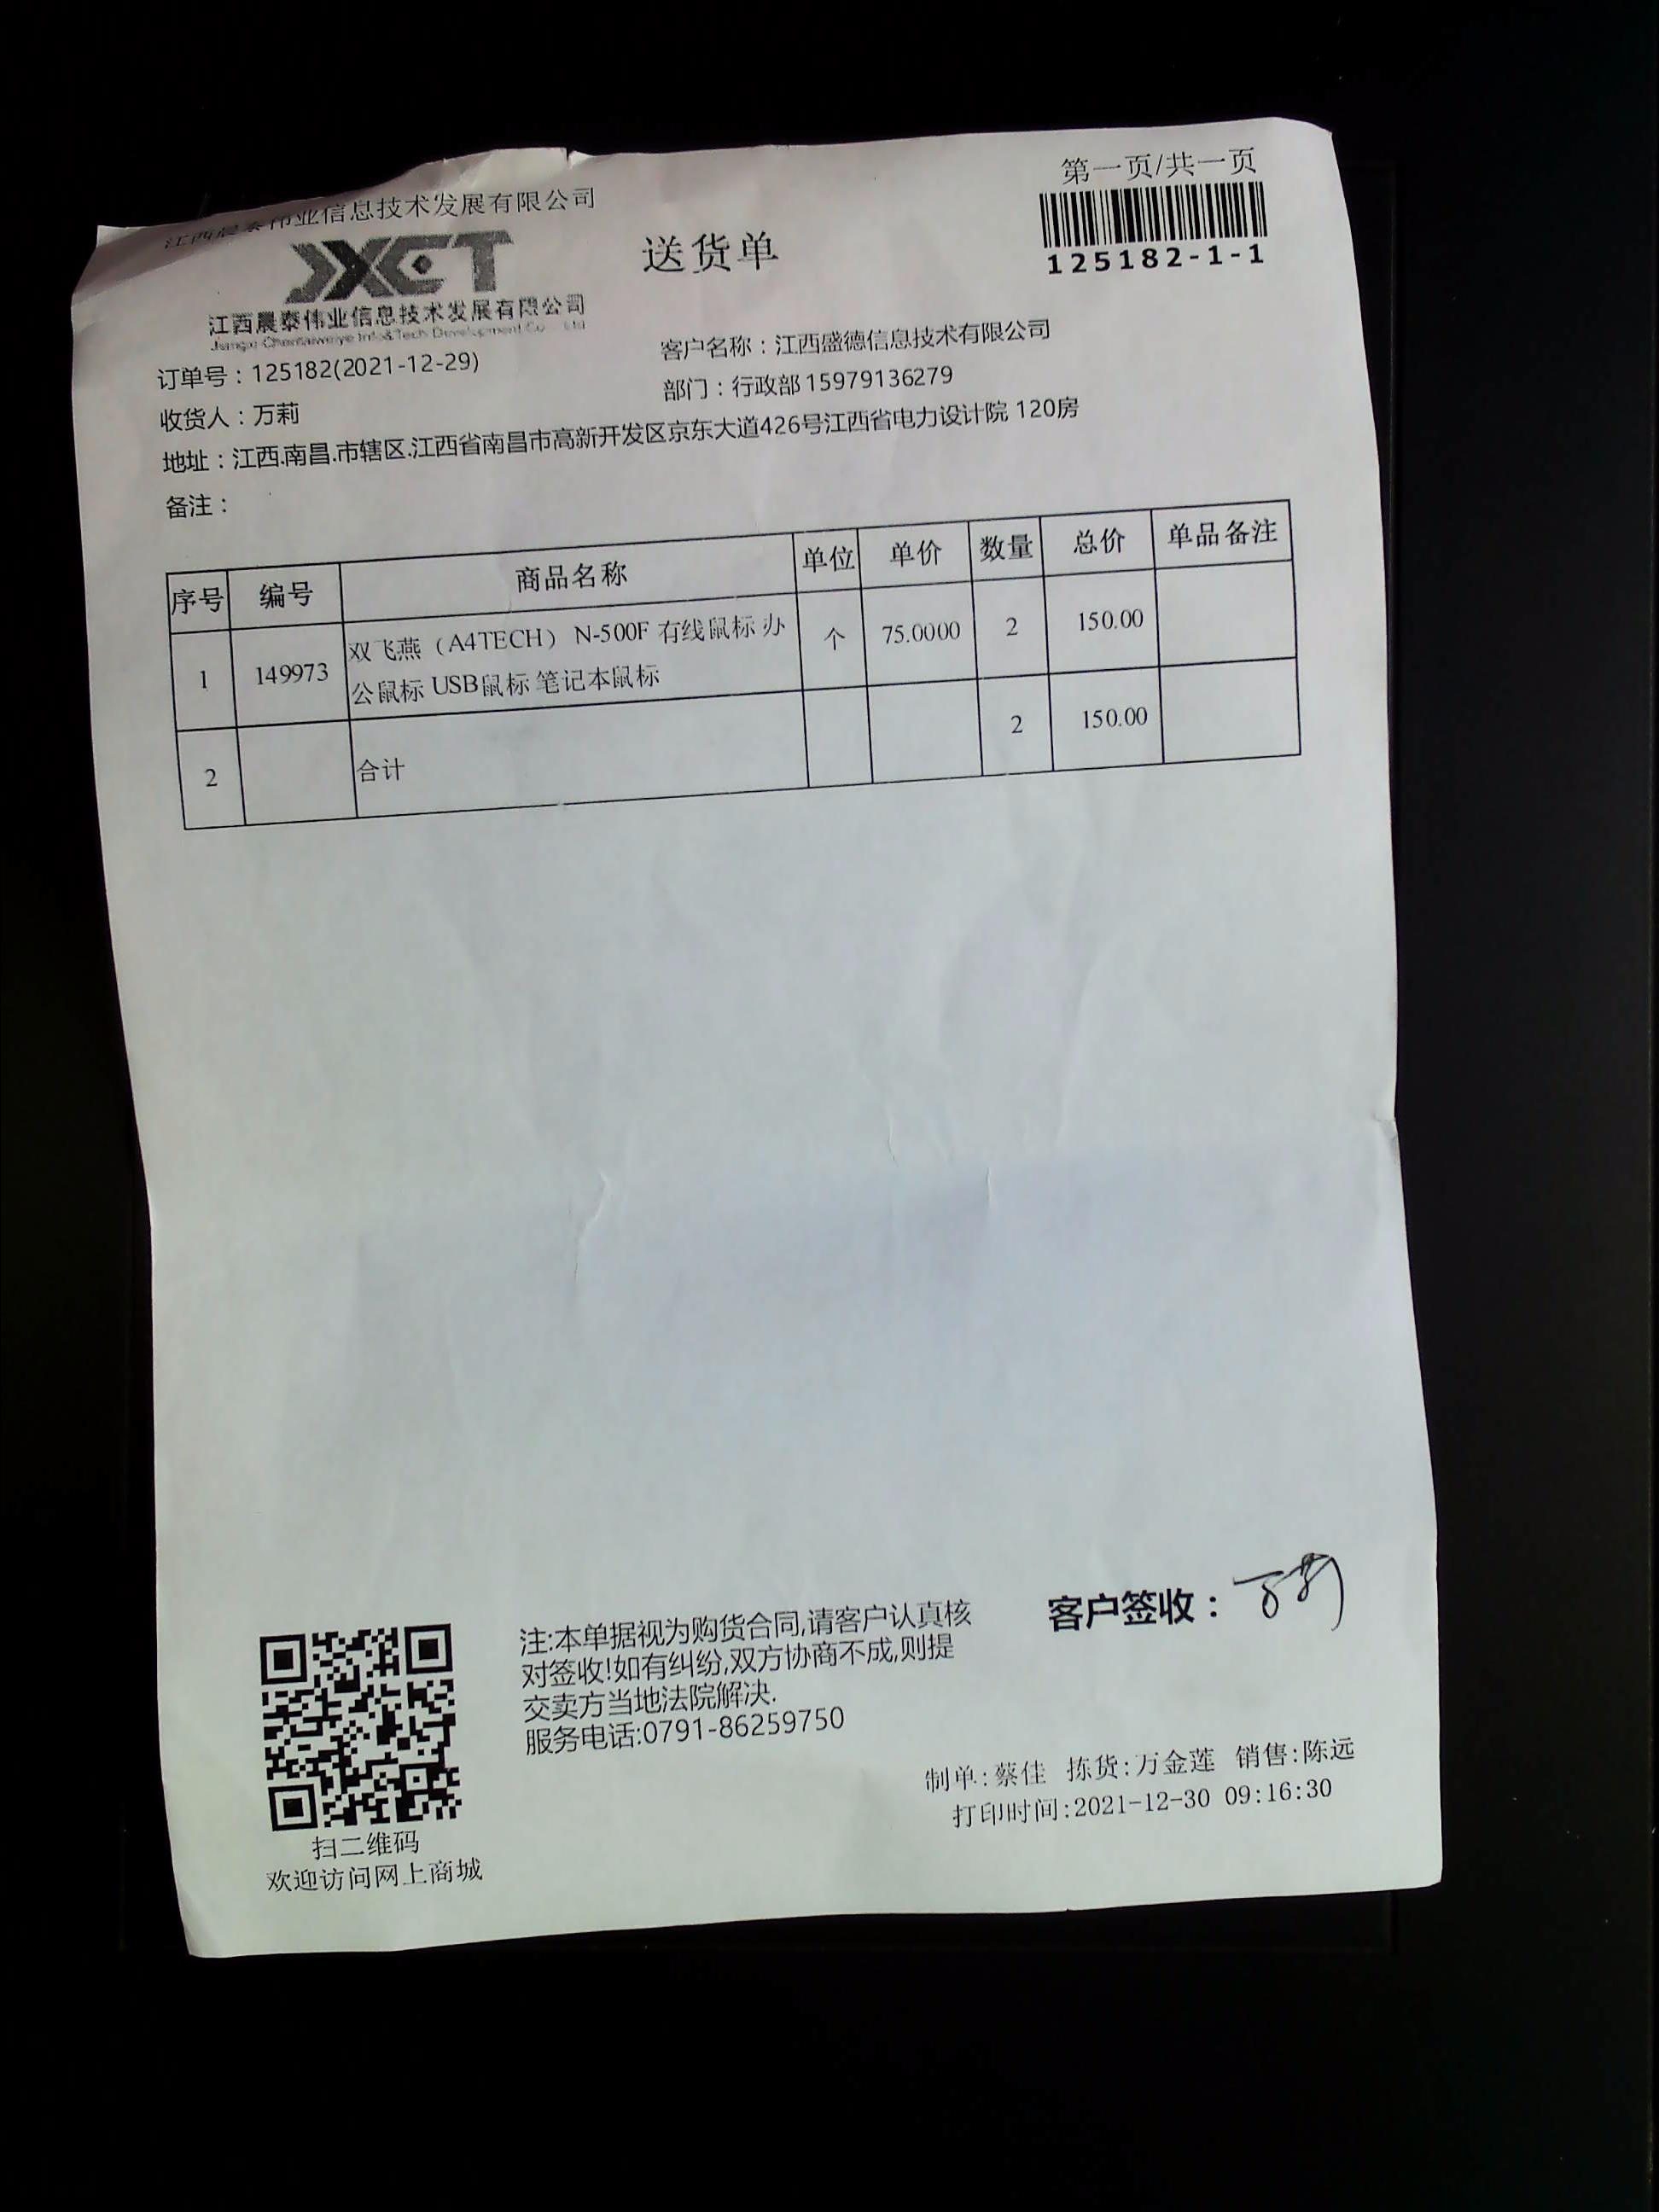 第一页/共一页
江西晨泰伟业信息技术发展有限公司
JXCT
送货单
125182-1-1
江西晨泰伟业信息技术发展有限公司
Jiangxi Chentaiweiye Info&Tech Development Co., Ltd
订单号：125182(2021-12-29)
客户名称：江西盛德信息技术有限公司
收货人：万莉
部门：行政部 15979136279
地址：江西.南昌.市辖区.江西省南昌市高新开发区京东大道426号江西省电力设计院 120房
备注：
序号 编号 商品名称 单位 单价 数量 总价 单品备注
1 149973 双飞燕（A4TECH） N-500F 有线鼠标 办 个 75.0000 2 150.00
公鼠标 USB鼠标 笔记本鼠标
2 合计 2 150.00
客户签收：万莉
注:本单据视为购货合同,请客户认真核
对签收!如有纠纷,双方协商不成,则提
交卖方当地法院解决.
服务电话:0791-86259750
制单:蔡佳 拣货:万金莲 销售:陈远
打印时间:2021-12-30 09:16:30
扫二维码
欢迎访问网上商城